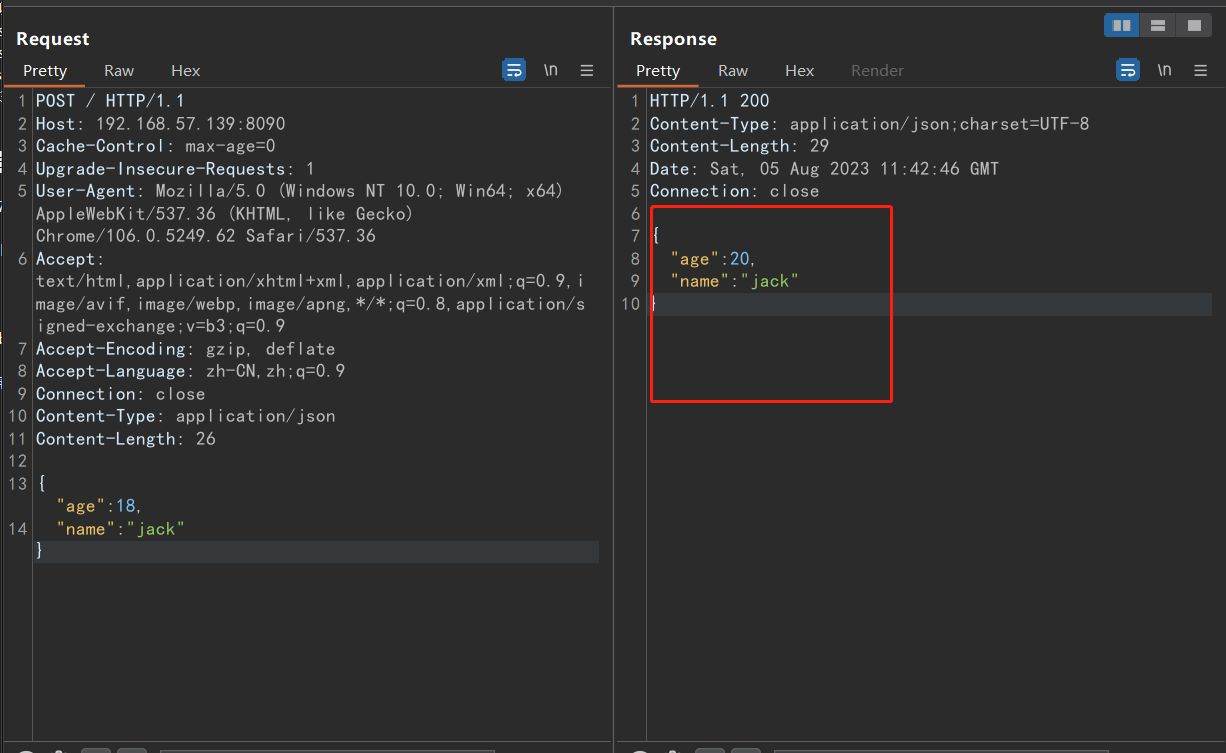 Request
Pretty Raw Hex \n
1 POST / HTTP/1.1
2 Host: 192.168.57.139:8090
3 Cache-Control: max-age=0
4 Upgrade-Insecure-Requests: 1
5 User-Agent: Mozilla/5.0 (Windows NT 10.0; Win64; x64)
AppleWebKit/537.36 (KHTML, like Gecko)
Chrome/106.0.5249.62 Safari/537.36
6 Accept:
text/html,application/xhtml+xml,application/xml;q=0.9,i
mage/avif,image/webp,image/apng,*/*;q=0.8,application/s
igned-exchange;v=b3;q=0.9
7 Accept-Encoding: gzip, deflate
8 Accept-Language: zh-CN,zh;q=0.9
9 Connection: close
10 Content-Type: application/json
11 Content-Length: 26
12
13 {
"age":18,
14 "name":"jack"
}
Response
Pretty Raw Hex Render \n
1 HTTP/1.1 200
2 Content-Type: application/json;charset=UTF-8
3 Content-Length: 29
4 Date: Sat, 05 Aug 2023 11:42:46 GMT
5 Connection: close
6
7 {
8 "age":20,
9 "name":"jack"
10 }